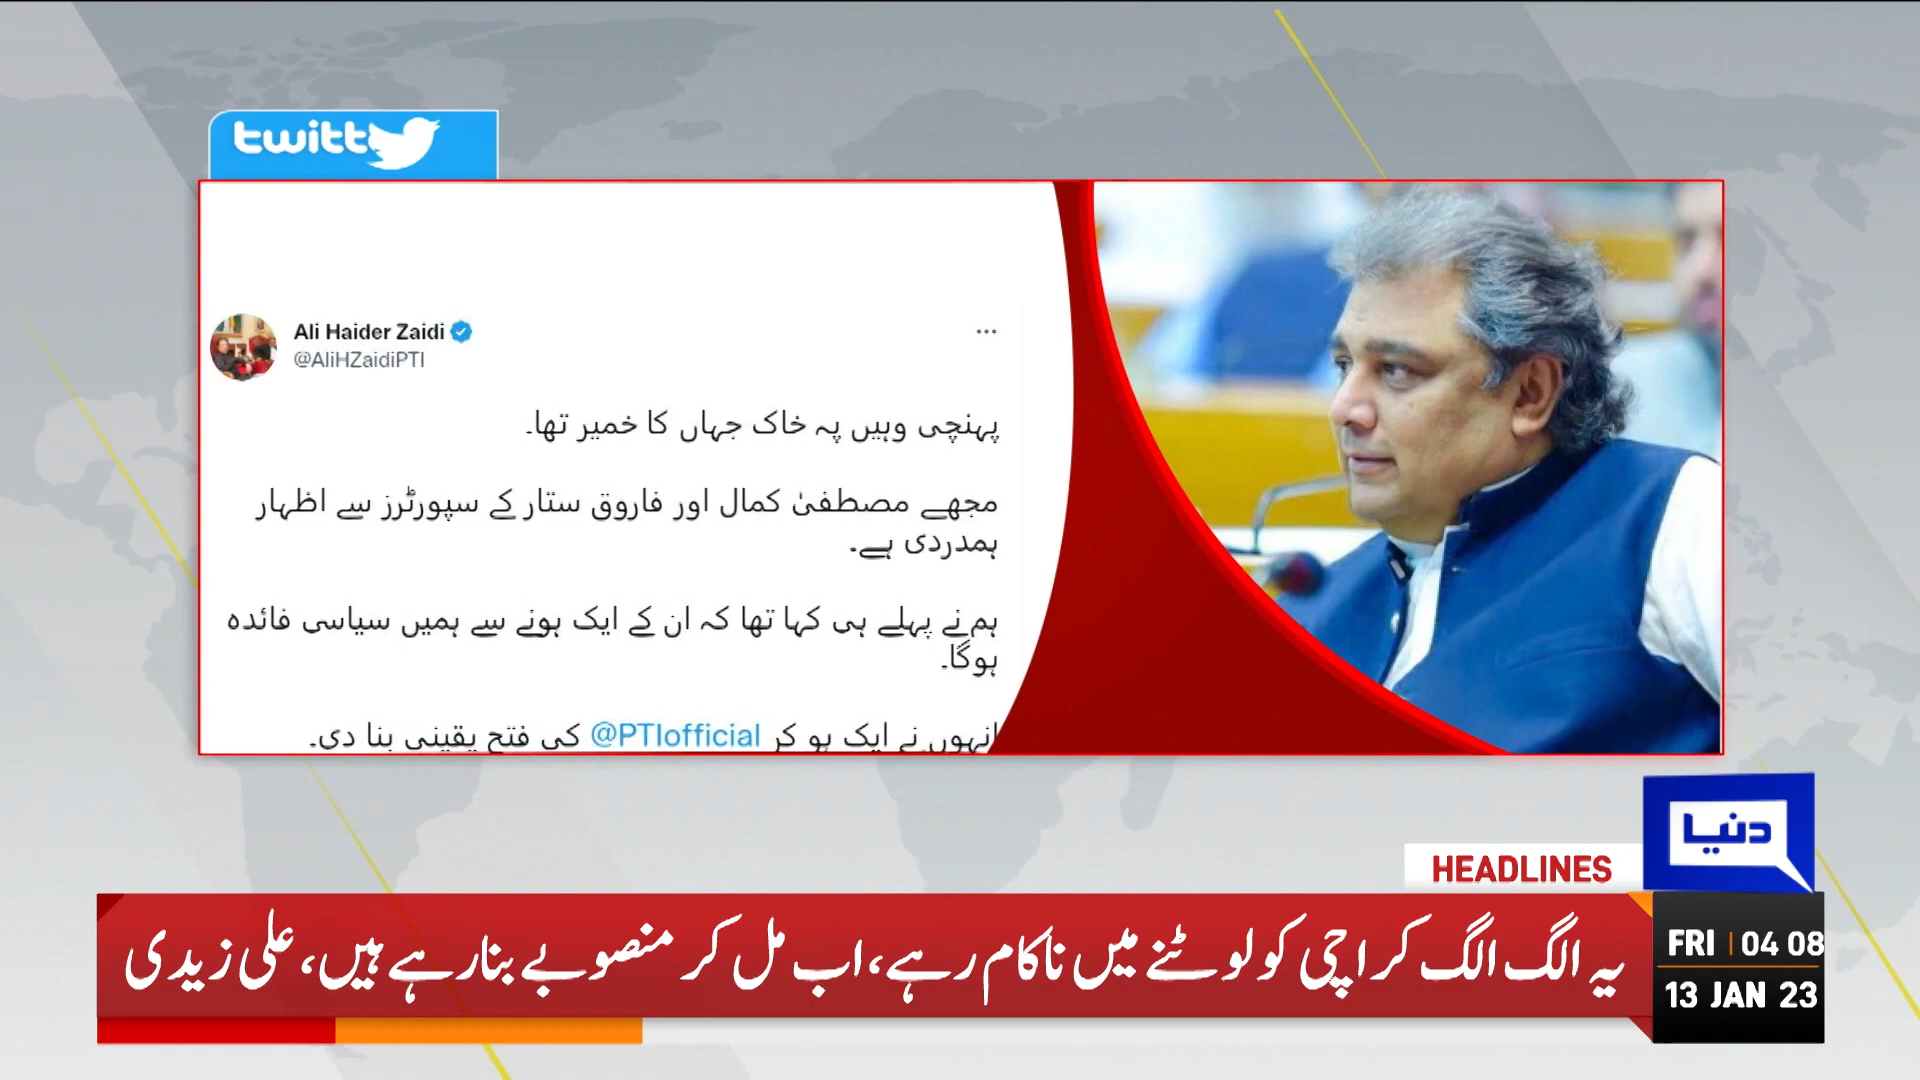 twitt
Ali Haider Zaidi
@AliHZaidiPTI
پہنچی وہیں پہ خاک جہاں کا خمیر تھا۔
مجھے مصطفیٰ کمال اور فاروق ستار کے سپورٹرز سے اظہار
ہمدردی ہے۔
ہم نے پہلے ہی کہا تھا کہ ان کے ایک ہونے سے ہمیں سیاسی فائدہ
ہوگا۔
انہوں نے ایک ہو کر @PTIofficial کی فتح یقینی بنا دی۔
دنیا
HEADLINES
یہ الگ الگ کراچی کو لوٹنے میں ناکام رہے، اب مل کر منصوبے بنا رہے ہیں، علی زیدی
FRI | 04 08
13 JAN 23